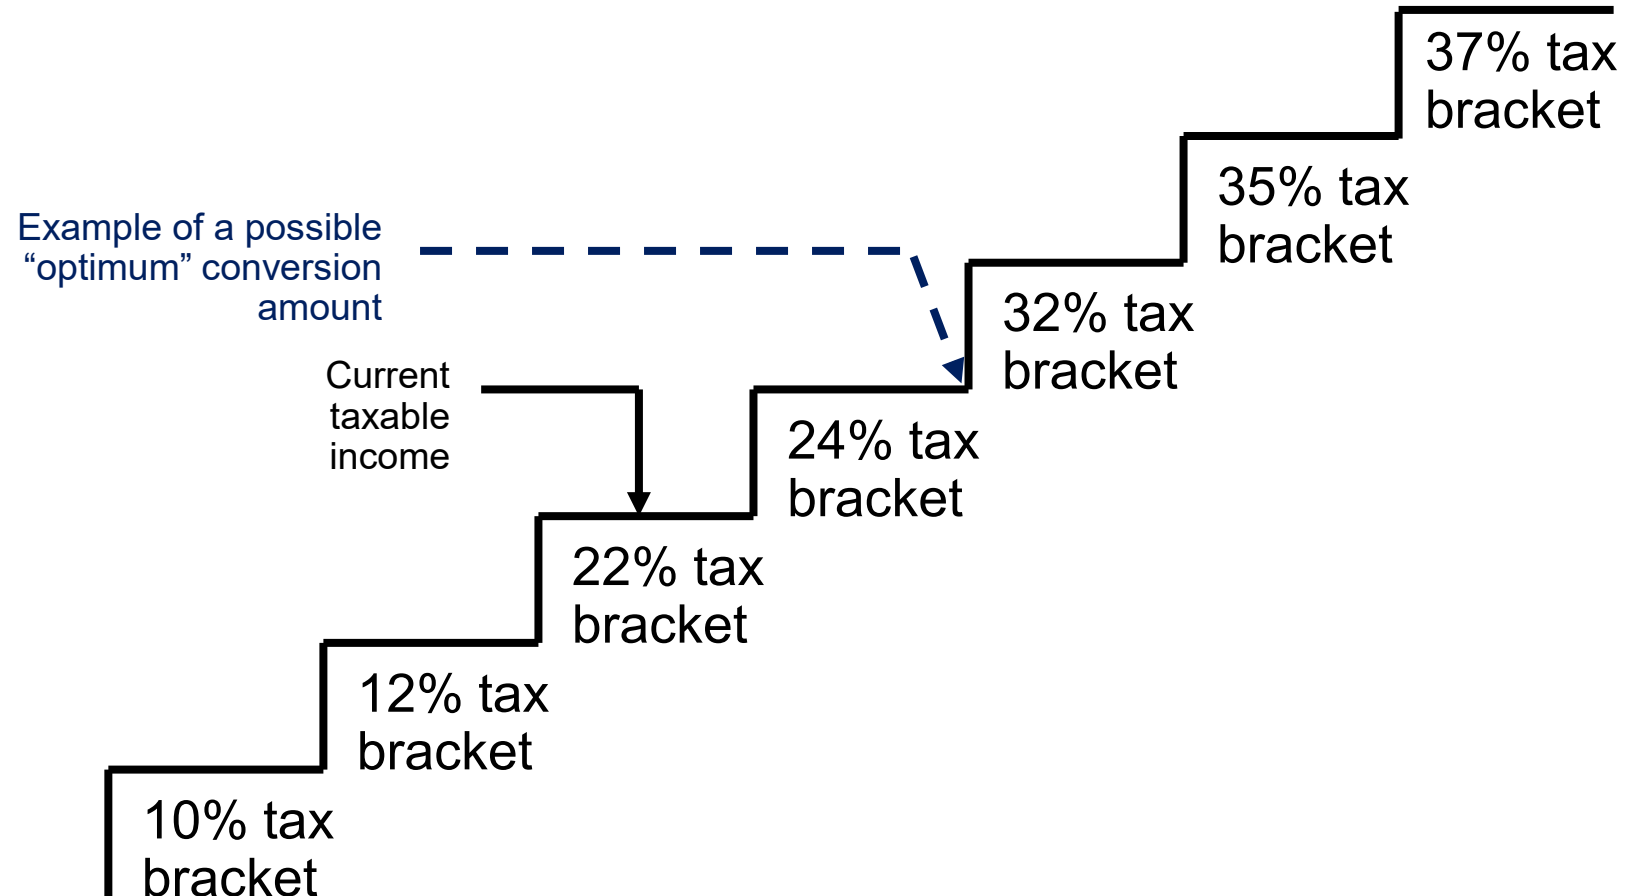 37% tax
bracket
35% tax
bracket
Example of a possible
“optimum” conversion
amount
32% tax
bracket
Current
taxable
income
24% tax
bracket
22% tax
bracket
12% tax
bracket
10% tax
bracket